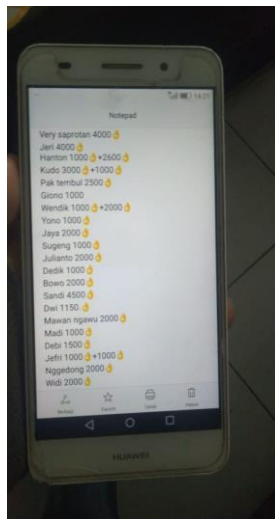 14:21
Notepad
Very saprotan 4000👌
Jeri 4000👌
Hanton 1000👌+2600👌
Kudo 3000👌+1000👌
Pak tembul 2500👌
Giono 1000
Wendik 1000👌+2000👌
Yono 1000👌
Jaya 2000👌
Sugeng 1000👌
Julianto 2000👌
Dedik 1000👌
Bowo 2000👌
Sandi 4500👌
Dwi 1150👌
Mawan ngawu 2000👌
Madi 1000👌
Debi 1500👌
Jefri 1000👌+1000👌
Nggedong 2000👌
Widi 2000👌
HUAWEI